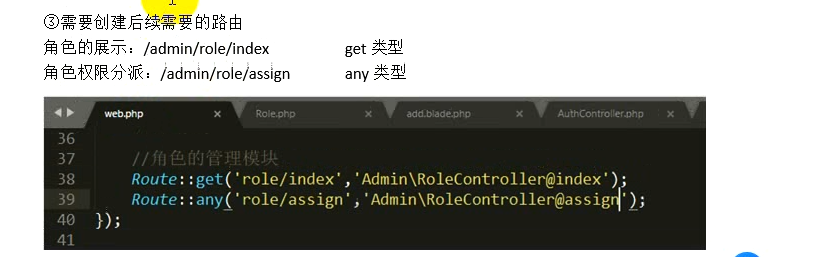 ③需要创建后续需要的路由
角色的展示：/admin/role/index get 类型
角色权限分派：/admin/role/assign any 类型
web.php × Role.php × add.blade.php × AuthController.php ×
36
37 //角色的管理模块
38 Route::get('role/index','Admin\RoleController@index');
39 Route::any('role/assign','Admin\RoleController@assign');
40 });
41